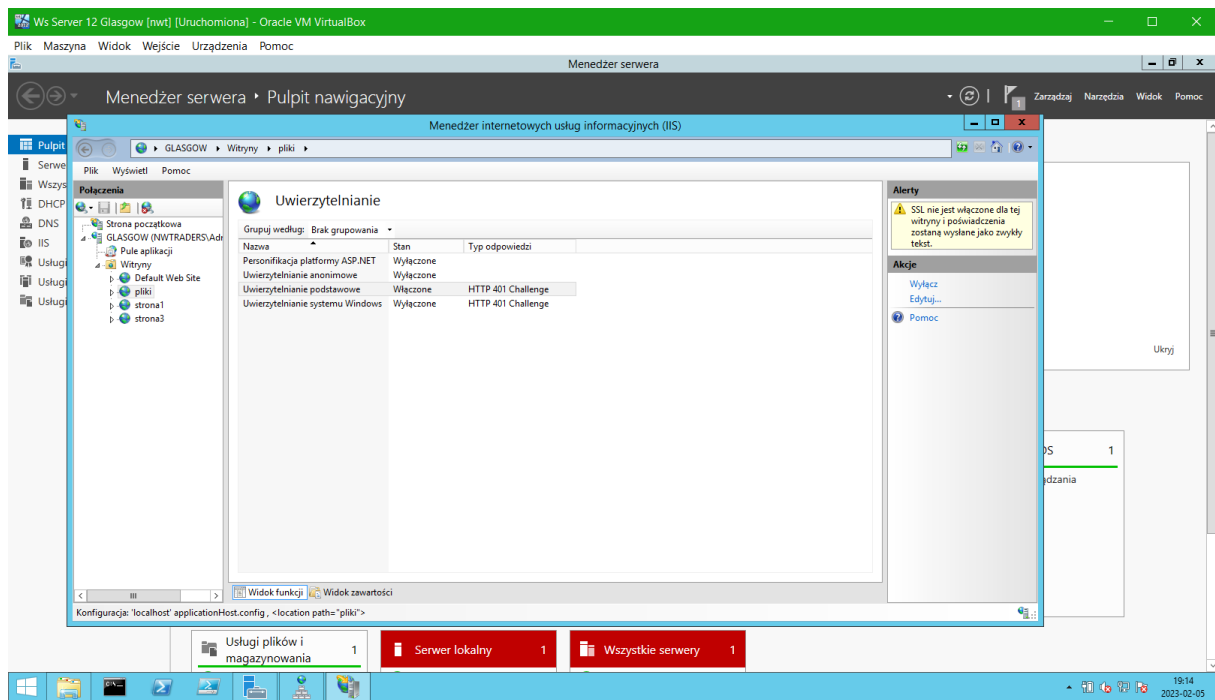 Ws Server 12 Glasgow [nwt] [Uruchomiona] - Oracle VM VirtualBox
Plik Maszyna Widok Wejście Urządzenia Pomoc
Menedżer serwera
Menedżer serwera • Pulpit nawigacyjny
1
Zarządzaj Narzędzia Widok Pomoc
Menedżer internetowych usług informacyjnych (IIS)
GLASGOW Witryny pliki
Plik Wyświetl Pomoc
Pulpit
Serwe
Wszys
DHCP
DNS
IIS
Usługi
Usługi
Usługi
Połączenia
Strona początkowa
GLASGOW (NWTRADERS\Adm
Pule aplikacji
Witryny
Default Web Site
pliki
strona1
strona3
Uwierzytelnianie
Grupuj według: Brak grupowania
Nazwa Stan Typ odpowiedzi
Personifikacja platformy ASP.NET Wyłączone
Uwierzytelnianie anonimowe Wyłączone
Uwierzytelnianie podstawowe Włączone HTTP 401 Challenge
Uwierzytelnianie systemu Windows Wyłączone HTTP 401 Challenge
Alerty
SSL nie jest włączone dla tej
witryny i poświadczenia
zostaną wysłane jako zwykły
tekst.
Akcje
Wyłącz
Edytuj...
Pomoc
Ukryj
1
Widok funkcji Widok zawartości
Konfiguracja: 'localhost' applicationHost.config , <location path="pliki">
Usługi plików i
magazynowania 1
Serwer lokalny 1
Wszystkie serwery 1
19:14
2023-02-05